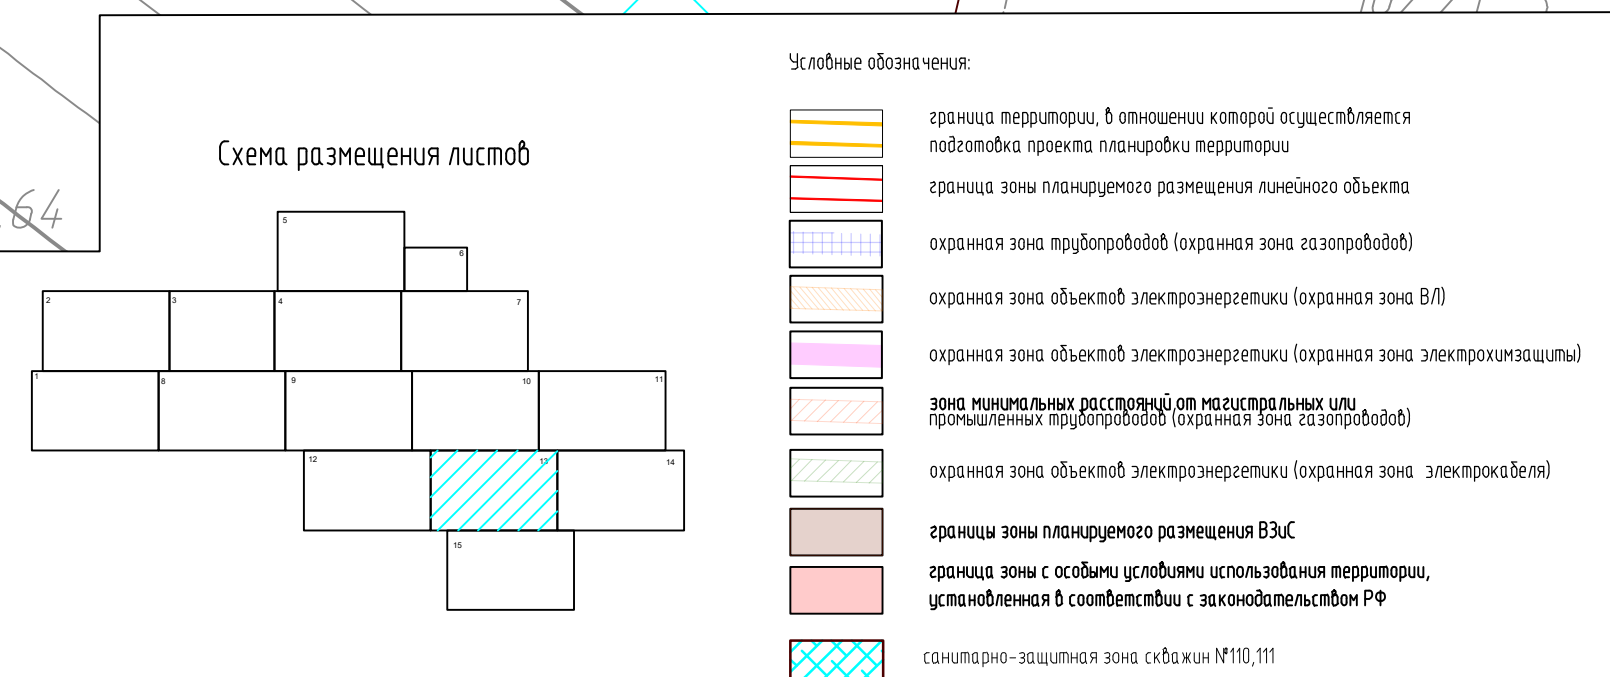 64
Схема размещения листов
5
6
2
3
4
7
1
8
9
10
11
12
13
14
15
Условные обозначения:
граница территории, в отношении которой осуществляется
подготовка проекта планировки территории
граница зоны планируемого размещения линейного объекта
охранная зона трубопроводов (охранная зона газопроводов)
охранная зона объектов электроэнергетики (охранная зона ВЛ)
охранная зона объектов электроэнергетики (охранная зона электрохимзащиты)
зона минимальных расстояний от магистральных или
промышленных трубопроводов (охранная зона газопроводов)
охранная зона объектов электроэнергетики (охранная зона электрокабеля)
границы зоны планируемого размещения ВЗиС
граница зоны с особыми условиями использования территории,
установленная в соответствии с законодательством РФ
санитарно-защитная зона скважин №110,111